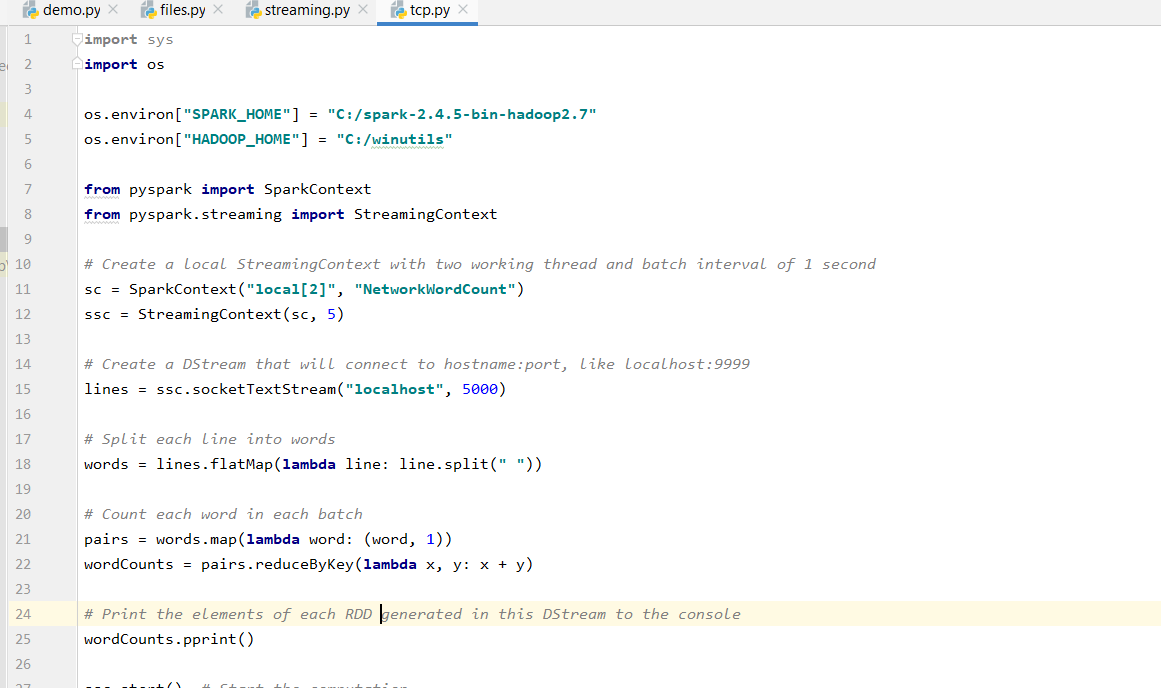 demo.py files.py streaming.py tcp.py
1 import sys
2 import os
3
4 os.environ["SPARK_HOME"] = "C:/spark-2.4.5-bin-hadoop2.7"
5 os.environ["HADOOP_HOME"] = "C:/winutils"
6
7 from pyspark import SparkContext
8 from pyspark.streaming import StreamingContext
9
10 # Create a local StreamingContext with two working thread and batch interval of 1 second
11 sc = SparkContext("local[2]", "NetworkWordCount")
12 ssc = StreamingContext(sc, 5)
13
14 # Create a DStream that will connect to hostname:port, like localhost:9999
15 lines = ssc.socketTextStream("localhost", 5000)
16
17 # Split each line into words
18 words = lines.flatMap(lambda line: line.split(" "))
19
20 # Count each word in each batch
21 pairs = words.map(lambda word: (word, 1))
22 wordCounts = pairs.reduceByKey(lambda x, y: x + y)
23
24 # Print the elements of each RDD generated in this DStream to the console
25 wordCounts.pprint()
26
27 ssc.start() # Start the computation